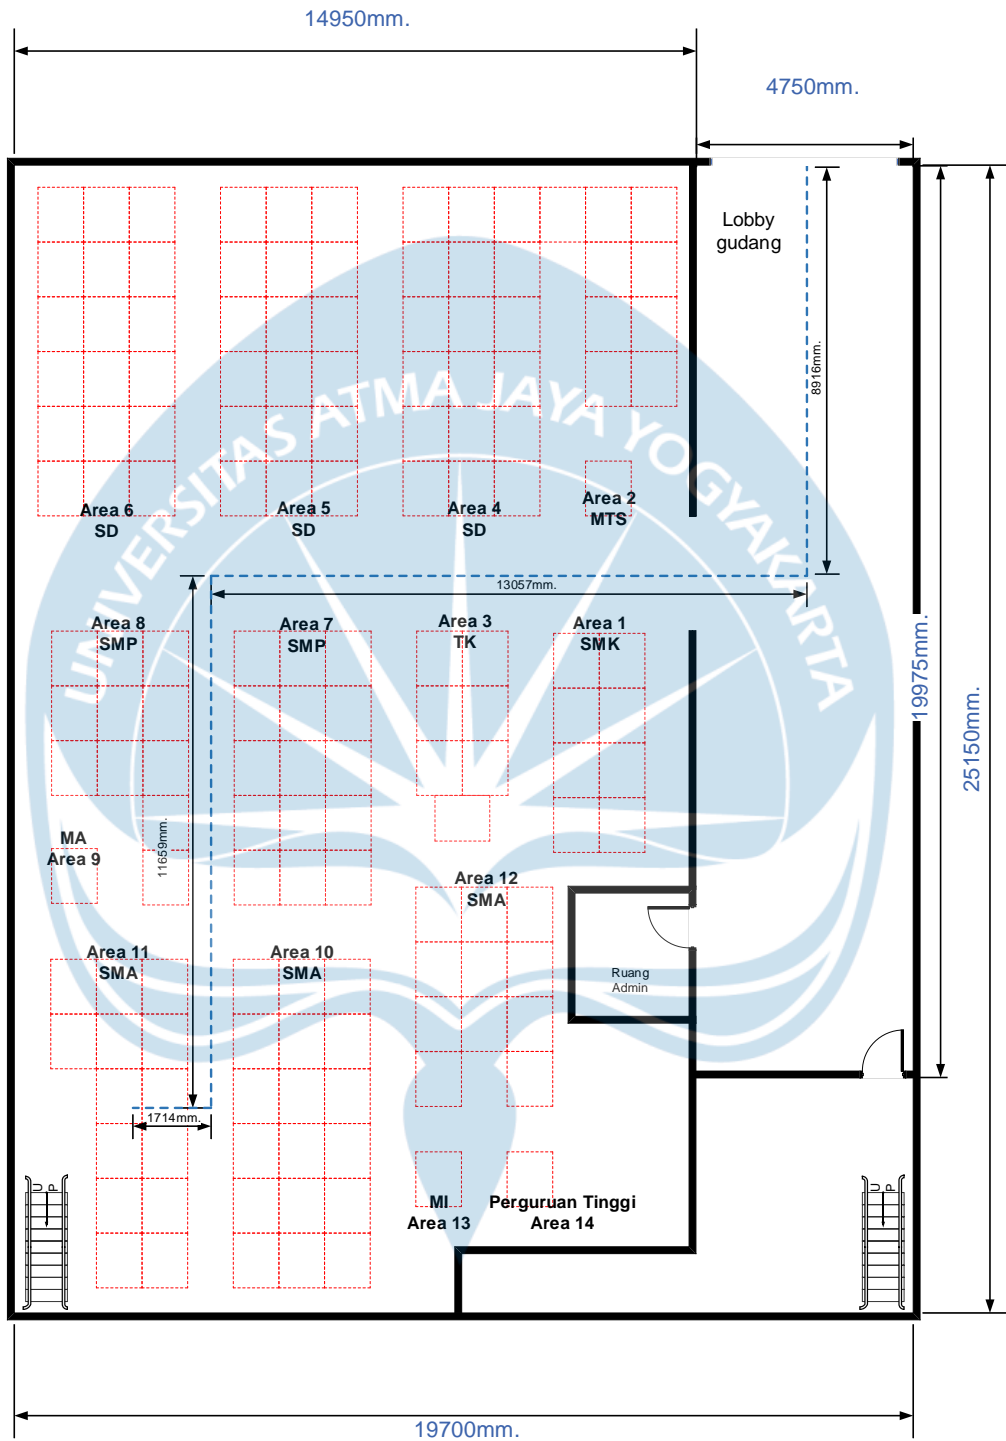 14950mm.
4750mm.
Lobby
gudang
8916mm.
UNIVERSITAS ATMA JAYA YOGYAKARTA
Area 6
SD
Area 5
SD
Area 4
SD
Area 2
MTS
13057mm.
Area 8
SMP
Area 7
SMP
Area 3
TK
Area 1
SMK
19975mm.
25150mm.
11659mm.
MA
Area 9
Area 12
SMA
Area 11
SMA
Area 10
SMA
Ruang
Admin
1714mm.
UP
UP
MI
Area 13
Perguruan Tinggi
Area 14
19700mm.